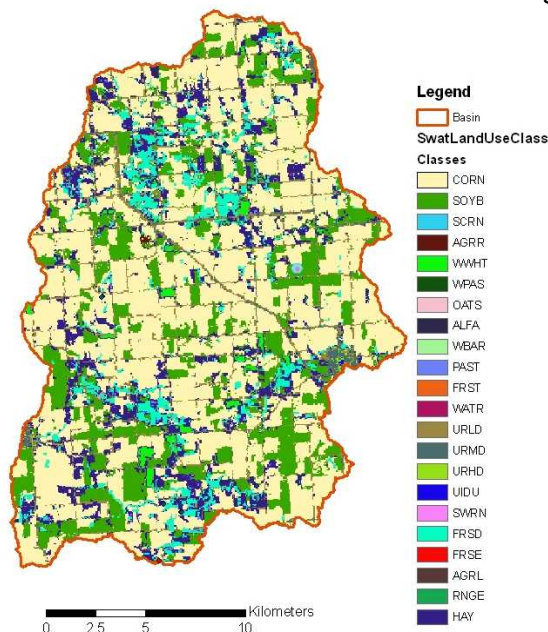 Legend
Basin
SwatLandUseClass
Classes
CORN
SOYB
SCRN
AGRR
WWHT
WPAS
OATS
ALFA
WBAR
PAST
FRST
WATR
URLD
URMD
URHD
UIDU
SWRN
FRSD
FRSE
AGRL
RNGE
HAY
Kilometers
0 2.5 5 10